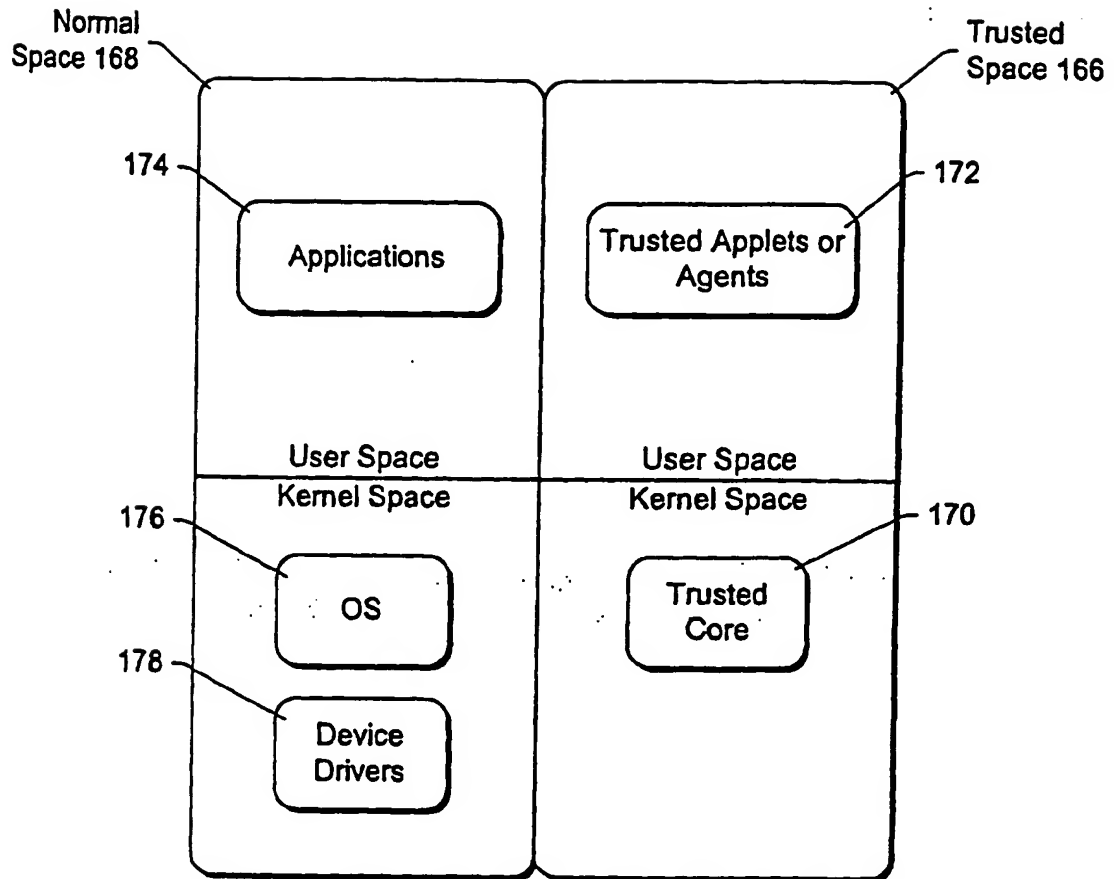 Normal
Space 168
Trusted
Space 166
174
172
Applications
Trusted Applets or
Agents
User Space
User Space
Kernel Space
Kernel Space
176
170
OS
Trusted
Core
178
Device
Drivers